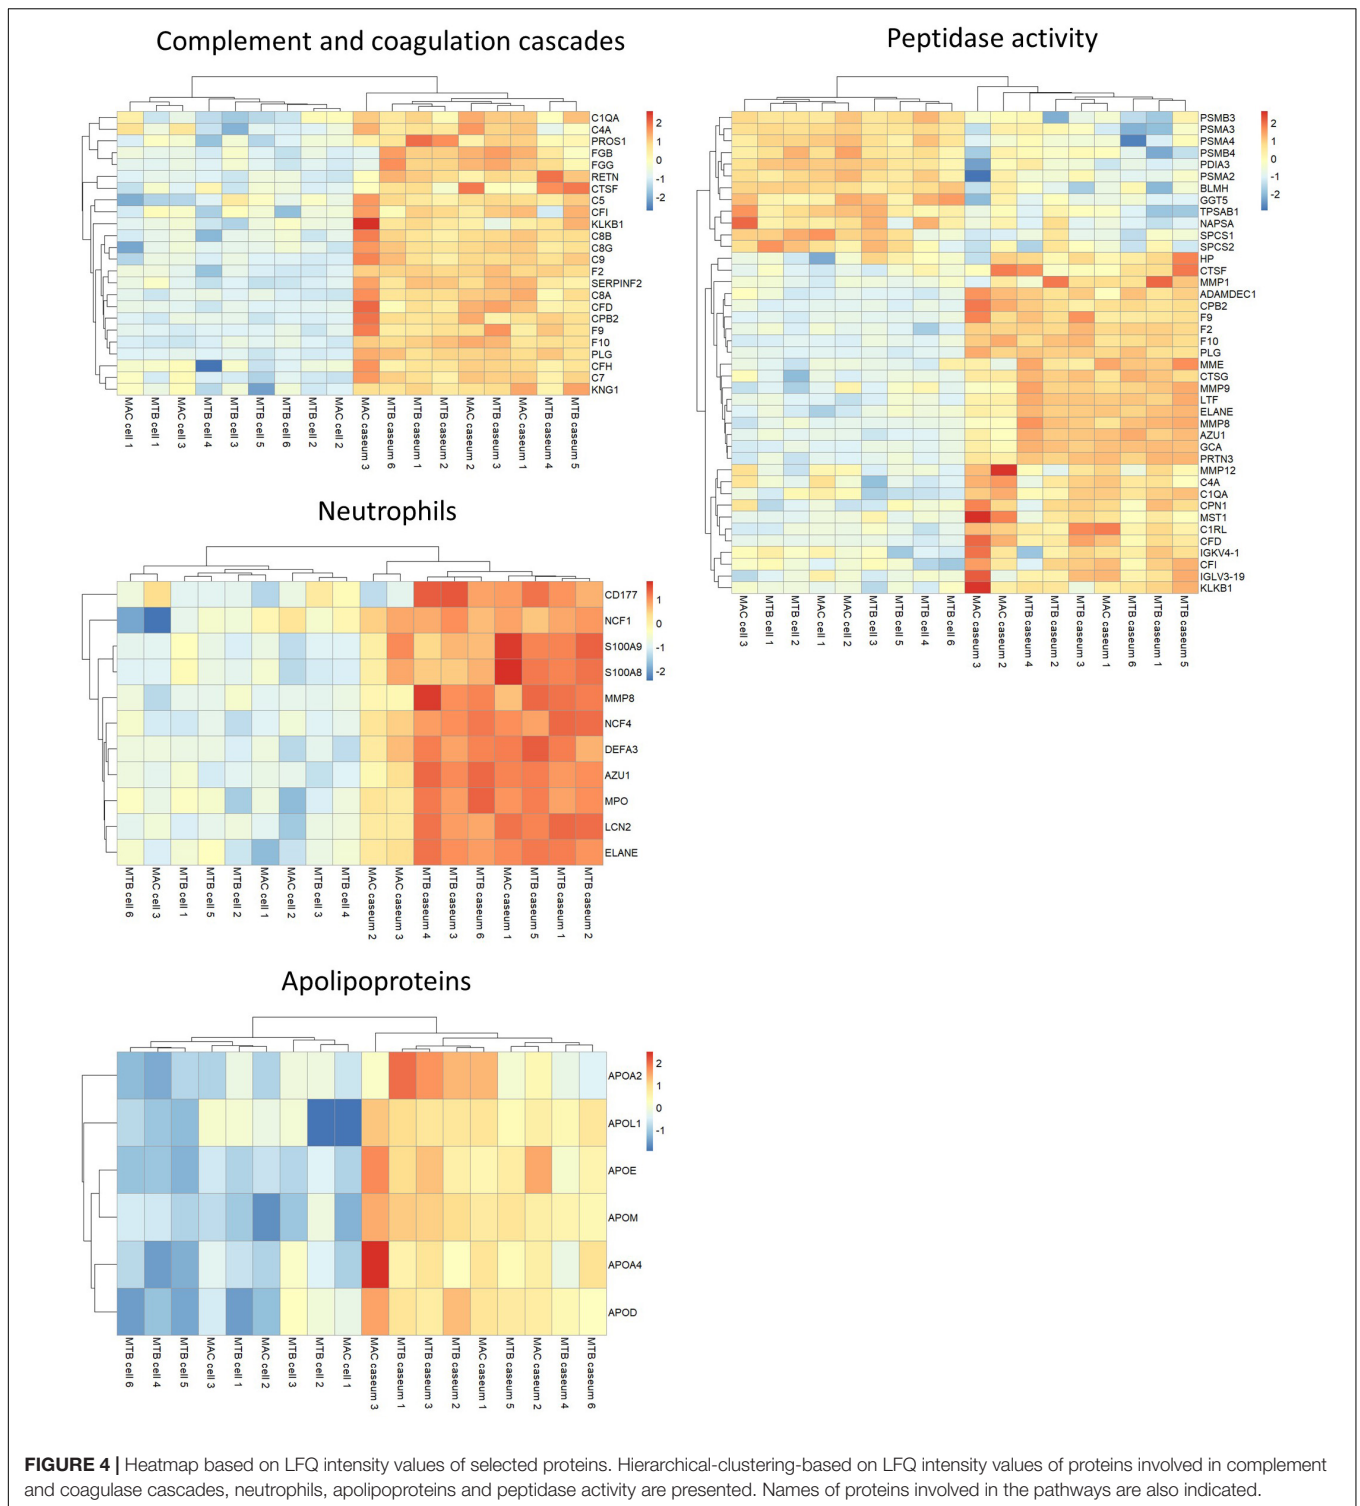 Complement and coagulation cascades
C1QA
C4A
PROS1
FGB
FGG
RETN
CTSF
C5
CFI
KLKB1
C8B
C8G
C9
F2
SERPINF2
C8A
CFD
CPB2
F9
F10
PLG
CFH
C7
KNG1
2
1
0
-1
-2
MAC cell 1
MTB cell 1
MAC cell 3
MTB cell 4
MTB cell 3
MTB cell 5
MTB cell 6
MTB cell 2
MAC cell 2
MAC caseum 3
MTB caseum 6
MTB caseum 1
MTB caseum 2
MAC caseum 2
MTB caseum 3
MAC caseum 1
MTB caseum 4
MTB caseum 5
Peptidase activity
PSMB3
PSMA3
PSMA4
PSMB4
PDIA3
PSMA2
BLMH
GGT5
TPSAB1
NAPSA
SPCS1
SPCS2
HP
CTSF
MMP1
ADAMDEC1
CPB2
F9
F2
F10
PLG
MME
CTSG
MMP9
LTF
ELANE
MMP8
AZU1
GCA
PRTN3
MMP12
C4A
C1QA
CPN1
MST1
C1RL
CFD
IGKV4-1
CFI
IGLV3-19
KLKB1
2
1
0
-1
-2
MAC cell 3
MTB cell 1
MTB cell 2
MAC cell 1
MAC cell 2
MTB cell 3
MTB cell 5
MTB cell 4
MTB cell 6
MAC caseum 3
MAC caseum 2
MTB caseum 4
MTB caseum 2
MTB caseum 3
MAC caseum 1
MTB caseum 6
MTB caseum 1
MTB caseum 5
Neutrophils
CD177
NCF1
S100A9
S100A8
MMP8
NCF4
DEFA3
AZU1
MPO
LCN2
ELANE
1
0
-1
-2
MTB cell 6
MAC cell 3
MTB cell 1
MTB cell 5
MTB cell 2
MAC cell 1
MAC cell 2
MTB cell 3
MTB cell 4
MAC caseum 2
MAC caseum 3
MTB caseum 4
MTB caseum 3
MTB caseum 6
MAC caseum 1
MTB caseum 5
MTB caseum 1
MTB caseum 2
Apolipoproteins
APOA2
APOL1
APOE
APOM
APOA4
APOD
2
1
0
-1
MTB cell 6
MTB cell 4
MTB cell 5
MAC cell 3
MTB cell 1
MAC cell 2
MTB cell 3
MTB cell 2
MAC cell 1
MAC caseum 3
MTB caseum 1
MTB caseum 3
MTB caseum 2
MAC caseum 1
MTB caseum 5
MAC caseum 2
MTB caseum 4
MTB caseum 6
FIGURE 4 | Heatmap based on LFQ intensity values of selected proteins. Hierarchical-clustering-based on LFQ intensity values of proteins involved in complement
and coagulase cascades, neutrophils, apolipoproteins and peptidase activity are presented. Names of proteins involved in the pathways are also indicated.